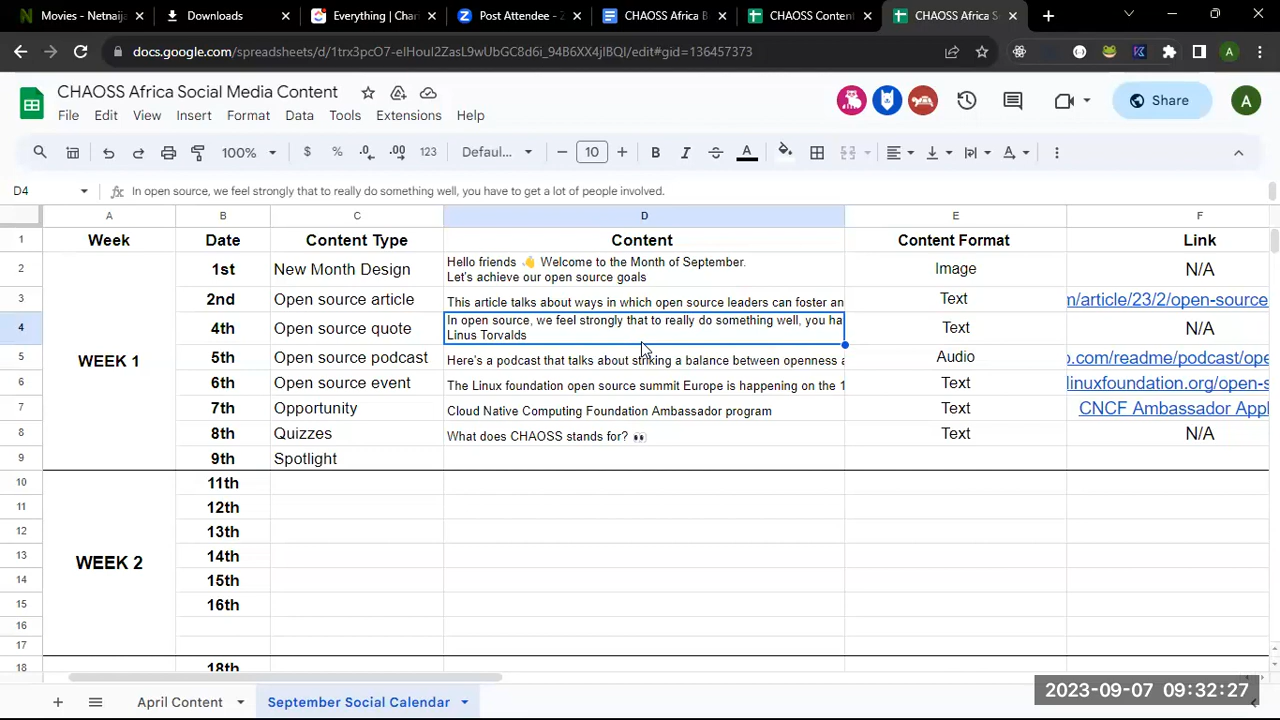 Movies - Netnaij
Downloads
Everything | Char
Post Attendee - Z
CHAOSS Africa B
CHAOSS Conten
CHAOSS Africa S
docs.google.com/spreadsheets/d/1trx3pcO7-eIHoul2ZasL9wUbGC8d6i_94B6XX4jIBQI/edit#gid=136457373
CHAOSS Africa Social Media Content
File Edit View Insert Format Data Tools Extensions Help
Share
A
100% $ % .0 .00 123 Defaul... 10 B I A
D4
In open source, we feel strongly that to really do something well, you have to get a lot of people involved.
A B C D E F
1 Week Date Content Type Content Content Format Link
2 1st New Month Design Hello friends 👋 Welcome to the Month of September. Image N/A
Let's achieve our open source goals
3 2nd Open source article This article talks about ways in which open source leaders can foster an Text m/article/23/2/open-source
4 4th Open source quote In open source, we feel strongly that to really do something well, you ha Text N/A
Linus Torvalds
WEEK 1
5 5th Open source podcast Here's a podcast that talks about striking a balance between openness a Audio o.com/readme/podcast/ope
6 6th Open source event The Linux foundation open source summit Europe is happening on the 1 Text linuxfoundation.org/open-s
7 7th Opportunity Cloud Native Computing Foundation Ambassador program Text CNCF Ambassador Appl
8 8th Quizzes What does CHAOSS stands for? 👀 Text N/A
9 9th Spotlight
10 11th
11 12th
12 13th
WEEK 2
13 14th
14 15th
15 16th
16
17
18 18th
April Content
September Social Calendar
2023-09-07 09:32:27